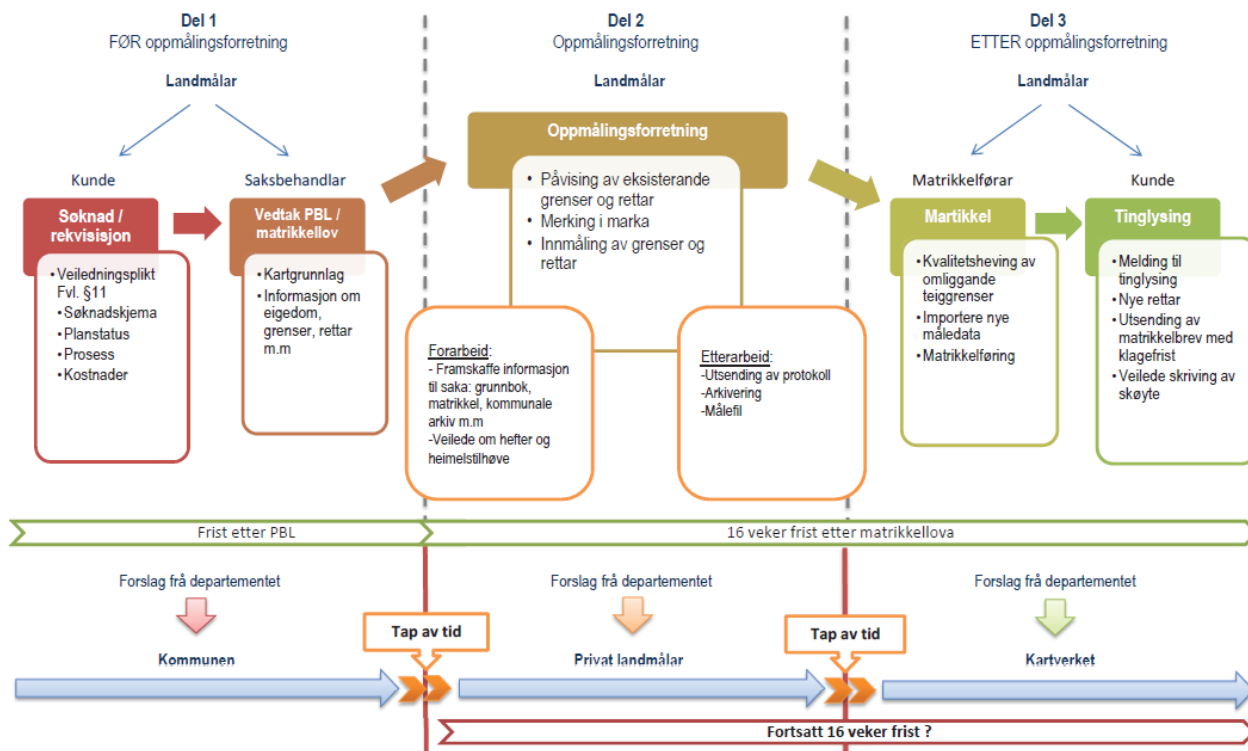 Del 1
FØR oppmålingsforretning
Landmålar
Kunde
Saksbehandlar
Søknad /
rekvisisjon
•Veiledningsplikt
Fvl. §11
•Søknadskjema
•Planstatus
•Prosess
•Kostnader
Vedtak PBL /
matrikkellov
•Kartgrunnlag
•Informasjon om
eigedom,
grenser, rettar
m.m
Del 2
Oppmålingsforretning
Landmålar
Oppmålingsforretning
• Påvising av eksisterande
grenser og rettar
• Merking i marka
• Innmåling av grenser og
rettar
Forarbeid:
- Framskaffe informasjon
til saka: grunnbok,
matrikkel, kommunale
arkiv m.m
-Veilede om hefter og
heimelstilhøve
Etterarbeid:
-Utsending av protokoll
-Arkivering
-Målefil
Del 3
ETTER oppmålingsforretning
Landmålar
Matrikkelførar
Kunde
Martikkel
•Kvalitetsheving av
omliggande
teiggrenser
•Importere nye
måledata
•Matrikkelføring
Tinglysing
•Melding til
tinglysing
•Nye rettar
•Utsending av
matrikkelbrev med
klagefrist
•Veilede skriving av
skøyte
Frist etter PBL
16 veker frist etter matrikkellova
Forslag frå departementet
Forslag frå departementet
Forslag frå departementet
Tap av tid
Tap av tid
Kommunen
Privat landmålar
Kartverket
Fortsatt 16 veker frist ?